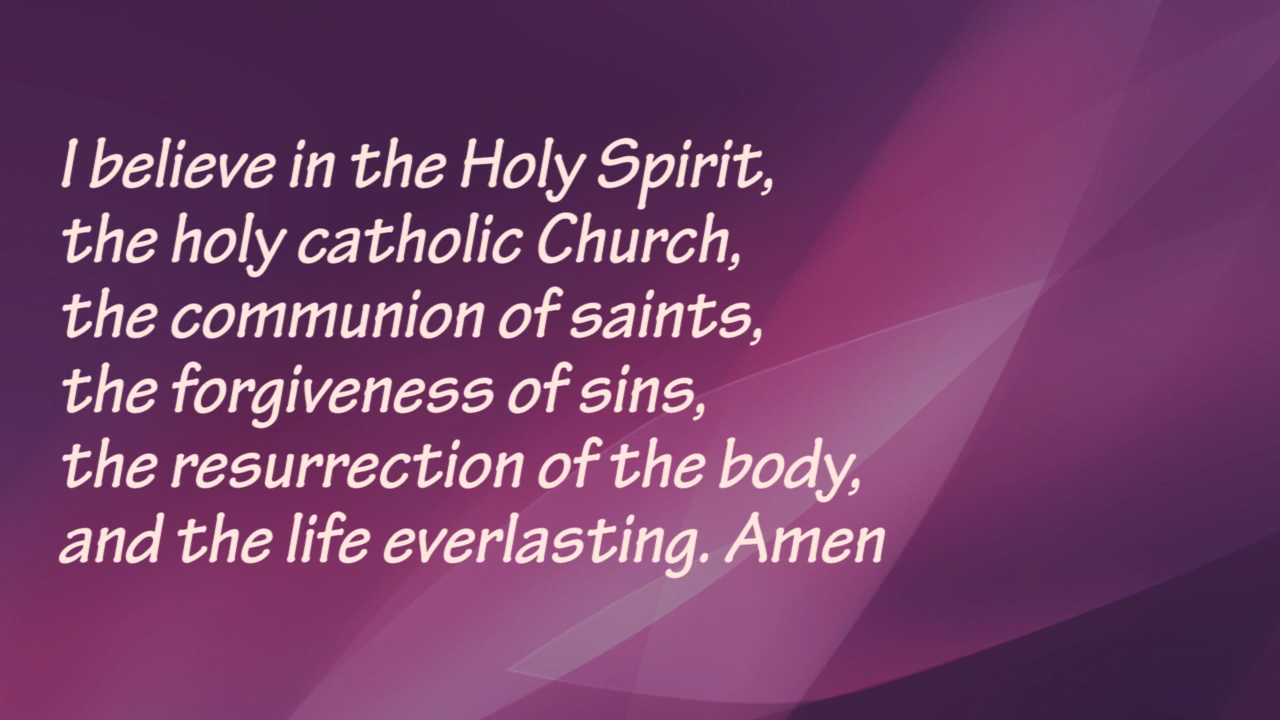 I believe in the Holy Spirit,
the holy catholic Church,
the communion of saints,
the forgiveness of sins,
the resurrection of the body,
and the life everlasting. Amen